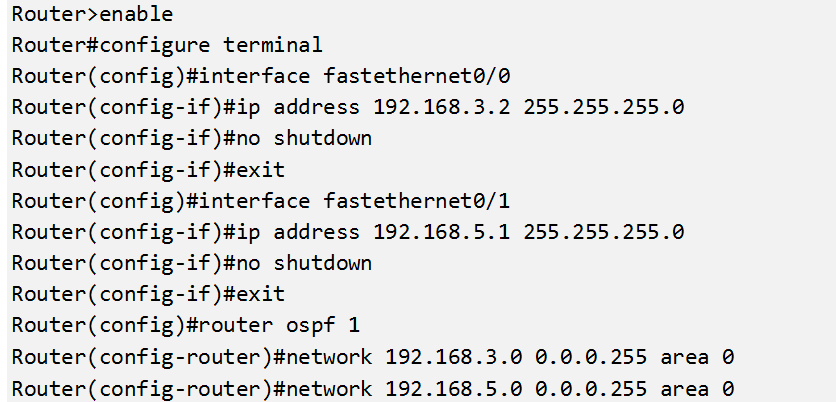 Router>enable
Router#configure terminal
Router(config)#interface fastethernet0/0
Router(config-if)#ip address 192.168.3.2 255.255.255.0
Router(config-if)#no shutdown
Router(config-if)#exit
Router(config)#interface fastethernet0/1
Router(config-if)#ip address 192.168.5.1 255.255.255.0
Router(config-if)#no shutdown
Router(config-if)#exit
Router(config)#router ospf 1
Router(config-router)#network 192.168.3.0 0.0.0.255 area 0
Router(config-router)#network 192.168.5.0 0.0.0.255 area 0